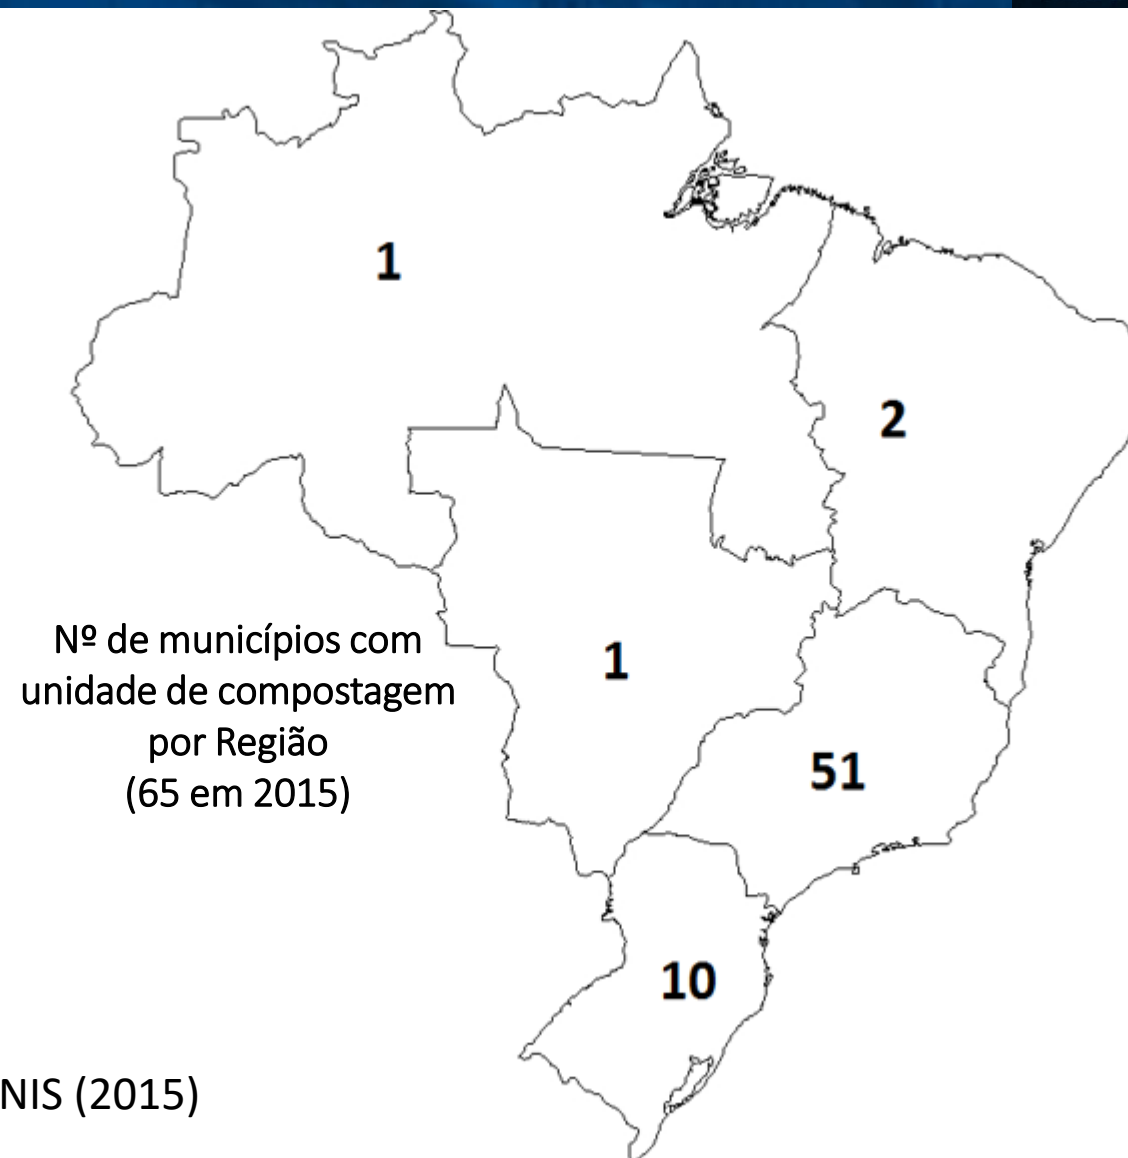 1
2
Nº de municípios com
unidade de compostagem
por Região
(65 em 2015)
1
51
10
NIS (2015)